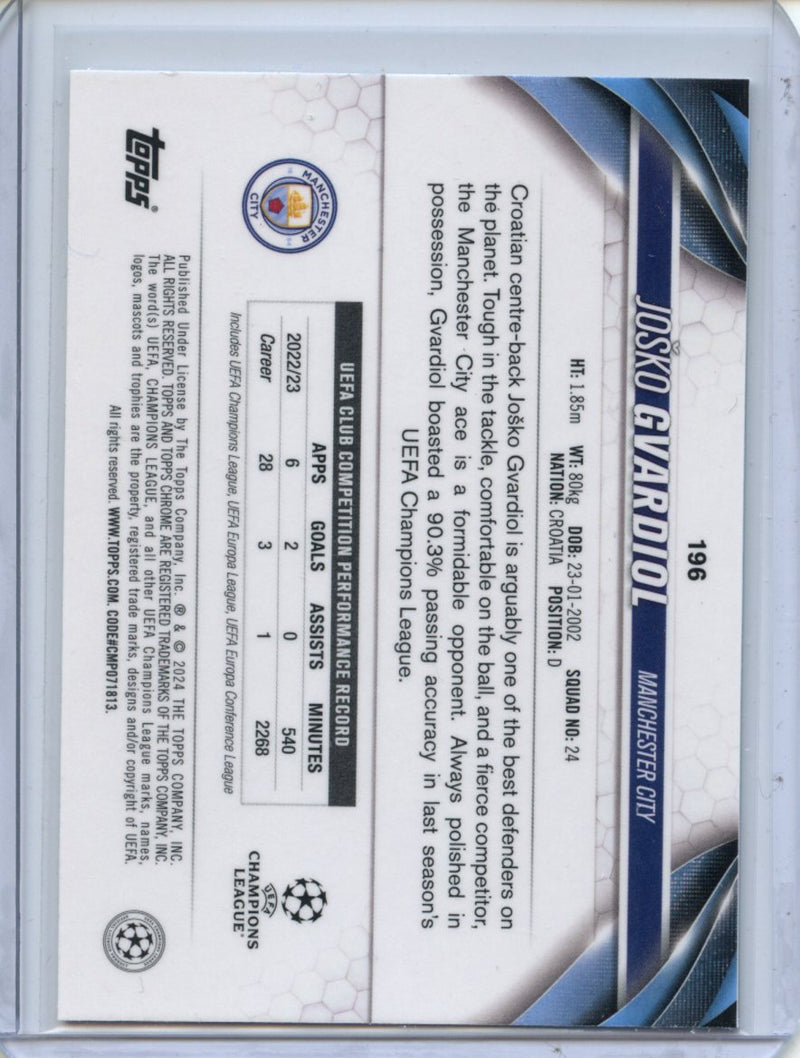 196
JOŠKO GVARDIOL MANCHESTER CITY
HT: 1.85m WT: 80kg DOB: 23-01-2002 SQUAD NO: 24
NATION: CROATIA POSITION: D
Croatian centre-back Joško Gvardiol is arguably one of the best defenders on
the planet. Tough in the tackle, comfortable on the ball, and a fierce competitor,
the Manchester City ace is a formidable opponent. Always polished in
possession, Gvardiol boasted a 90.3% passing accuracy in last season's
UEFA Champions League.
MANCHESTER
CITY
UEFA CLUB COMPETITION PERFORMANCE RECORD
APPS GOALS ASSISTS MINUTES
2022/23 6 2 0 540
Career 28 3 1 2268
Includes UEFA Champions League, UEFA Europa League, UEFA Europa Conference League
UEFA
CHAMPIONS
LEAGUE®
topps®
Published Under License by The Topps Company, Inc. ® & © 2024 THE TOPPS COMPANY, INC.
ALL RIGHTS RESERVED. TOPPS AND TOPPS CHROME ARE REGISTERED TRADEMARKS OF THE TOPPS COMPANY, INC.
The word(s) UEFA, CHAMPIONS LEAGUE, and all other UEFA Champions League marks, names,
logos, mascots and trophies are the property, registered trade marks, designs and/or copyright of UEFA.
All rights reserved. WWW.TOPPS.COM. CODE#CMP071813.